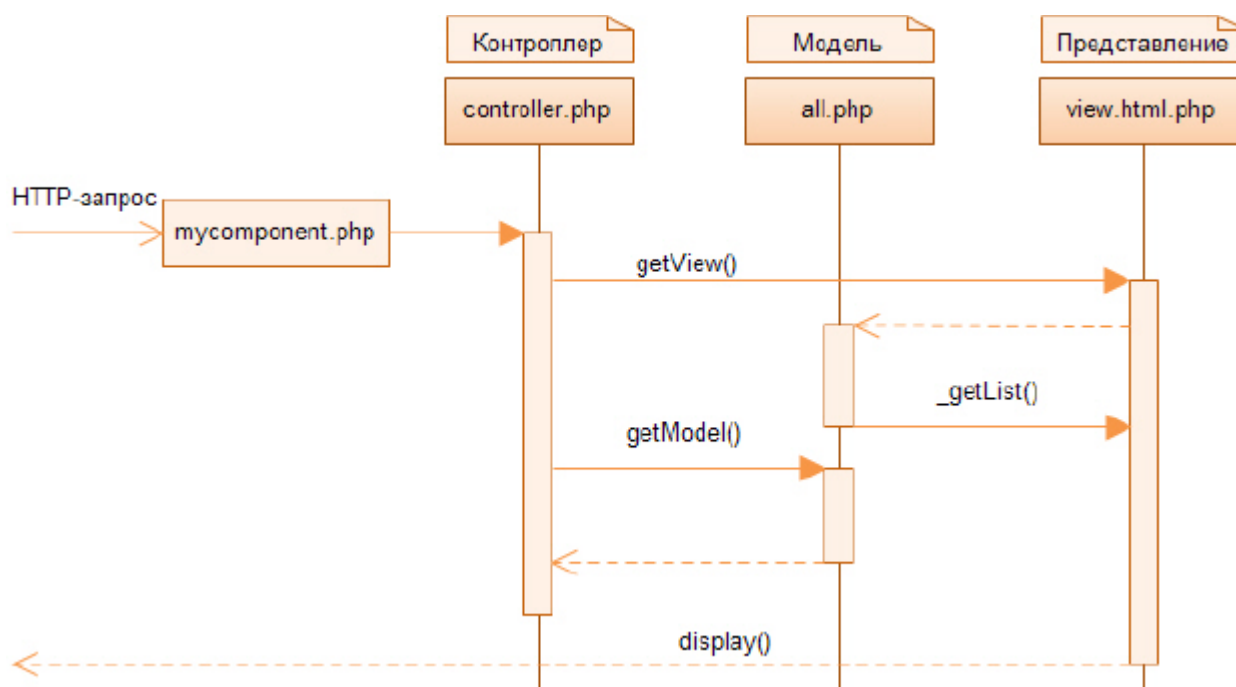 Контроллер
Модель
Представление
controller.php
all.php
view.html.php
HTTP-запрос
mycomponent.php
getView()
_getList()
getModel()
display()